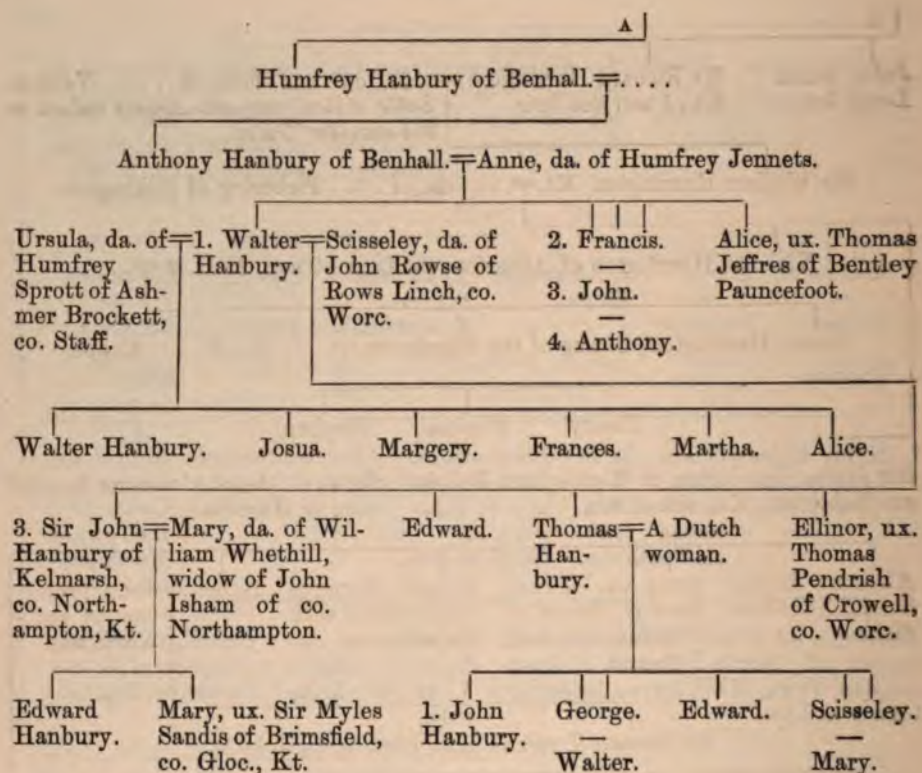 A
Humfrey Hanbury of Benhall.=. . . .
Anthony Hanbury of Benhall.=Anne, da. of Humfrey Jennets.
Ursula, da. of
Humfrey
Sprott of Ash-
mer Brockett,
co. Staff.
1. Walter
Hanbury.
Scisseley, da. of
John Rowse of
Rows Linch, co.
Worc.
2. Francis.
—
3. John.
—
4. Anthony.
Alice, ux. Thomas
Jeffres of Bentley
Pauncefoot.
Walter Hanbury. Josua. Margery. Frances. Martha. Alice.
3. Sir John
Hanbury of
Kelmarsh,
co. North-
ampton, Kt.
Mary, da. of Wil-
liam Whethill,
widow of John
Isham of co.
Northampton.
Edward.
Thomas
Han-
bury.
A Dutch
woman.
Ellinor, ux.
Thomas
Pendrish
of Crowell,
co. Worc.
Edward
Hanbury.
Mary, ux. Sir Myles
Sandis of Brimsfield,
co. Gloc., Kt.
1. John
Hanbury.
George.
—
Walter.
Edward.
Scisseley.
—
Mary.